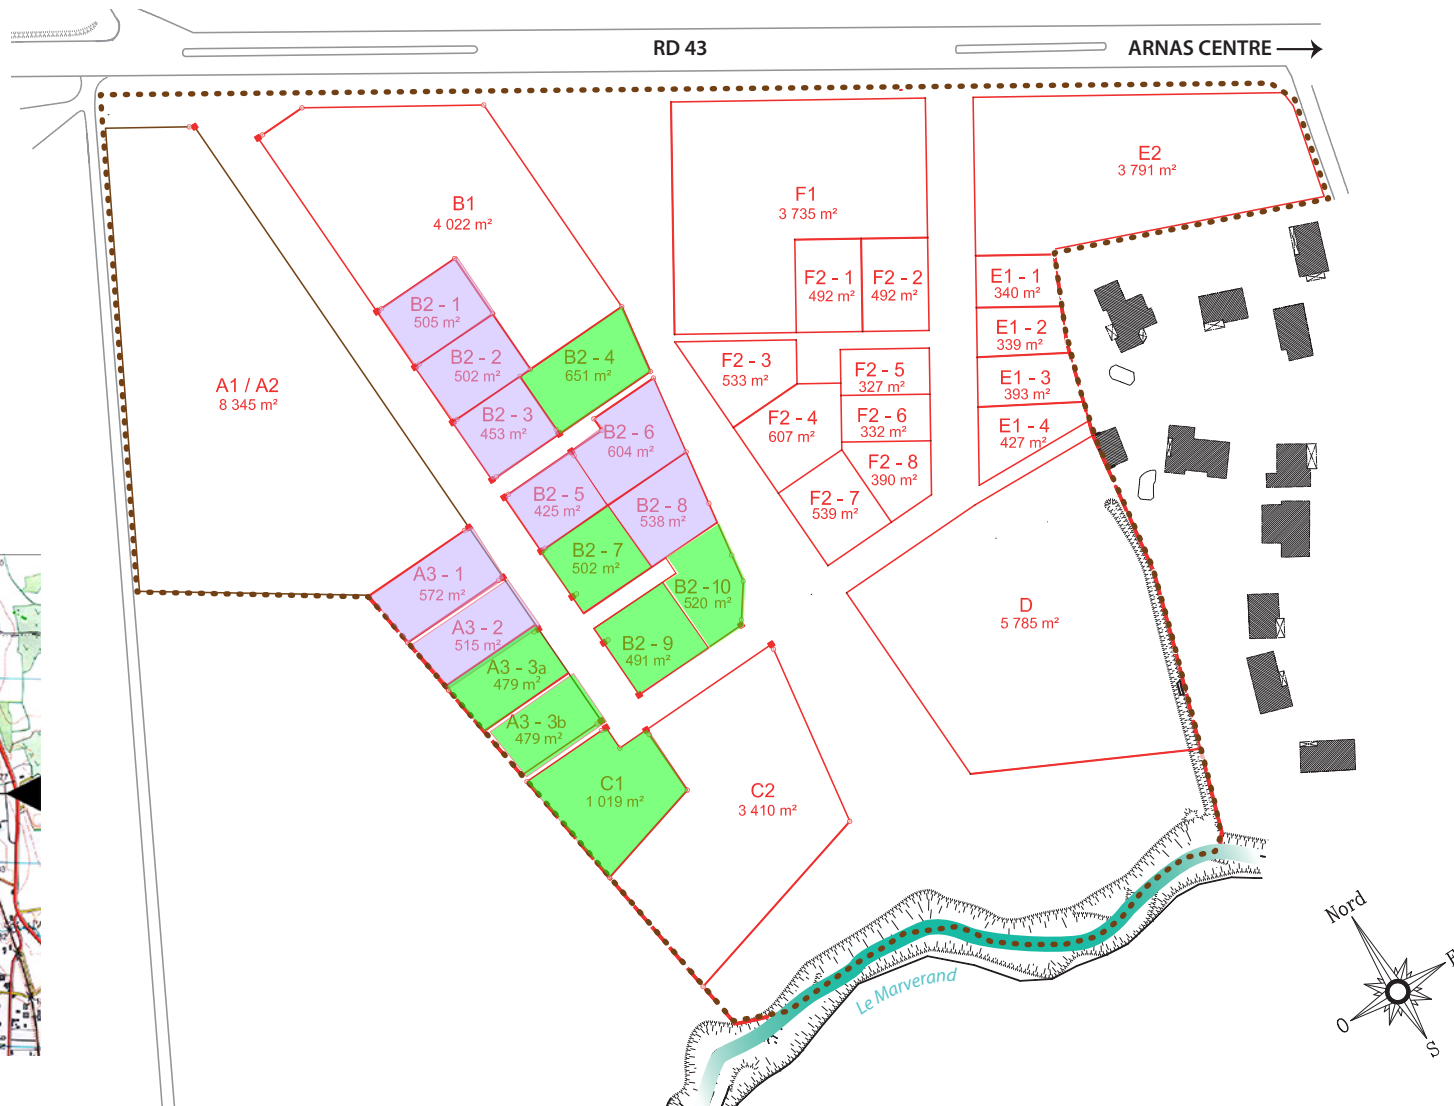 RD 43
ARNAS CENTRE
E2
3 791 m²
F1
3 735 m²
B1
4 022 m²
F2 - 1
492 m²
F2 - 2
492 m²
E1 - 1
340 m²
B2 - 1
505 m²
E1 - 2
339 m²
B2 - 2
502 m²
B2 - 4
651 m²
F2 - 3
533 m²
F2 - 5
327 m²
E1 - 3
393 m²
A1 / A2
8 345 m²
B2 - 3
453 m²
F2 - 4
607 m²
F2 - 6
332 m²
E1 - 4
427 m²
B2 - 6
604 m²
F2 - 8
390 m²
B2 - 5
425 m²
B2 - 8
538 m²
F2 - 7
539 m²
B2 - 7
502 m²
A3 - 1
572 m²
B2 - 10
520 m²
D
5 785 m²
A3 - 2
515 m²
B2 - 9
491 m²
A3 - 3a
479 m²
A3 - 3b
479 m²
C1
1 019 m²
C2
3 410 m²
Le Marverand
Nord
E
O
S